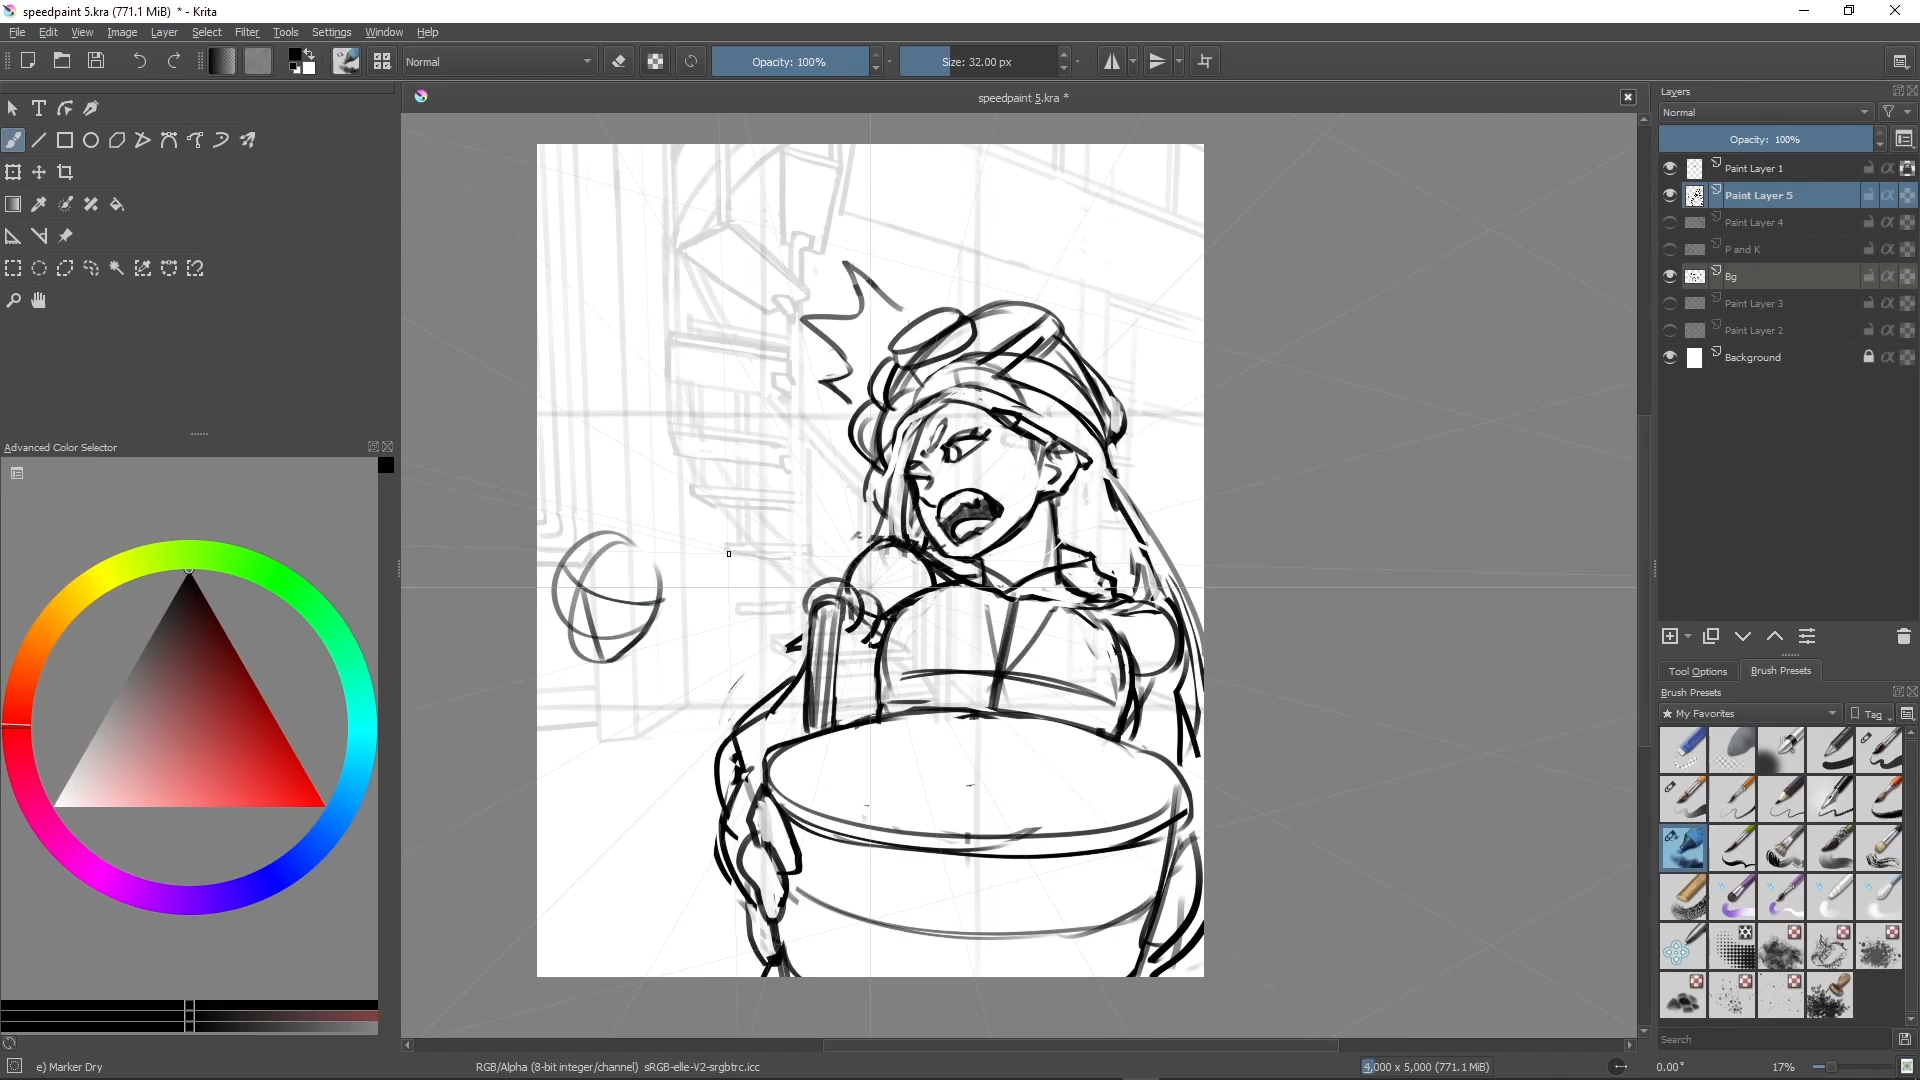 speedpaint 5.kra (771.1 MiB) * - Krita
File Edit View Image Layer Select Filter Tools Settings Window Help
Normal
Opacity: 100%
Size: 32.00 px
speedpaint 5.kra *
Layers
Normal
Opacity: 100%
Paint Layer 1
Paint Layer 5
Paint Layer 4
P and K
Bg
Paint Layer 3
Paint Layer 2
Background
Advanced Color Selector
Tool Options Brush Presets
Brush Presets
My Favorites
Tag
Search
e) Marker Dry
RGB/Alpha (8-bit integer/channel) sRGB-elle-V2-srgbtrc.icc
4,000 x 5,000 (771.1 MiB)
0.00°
17%